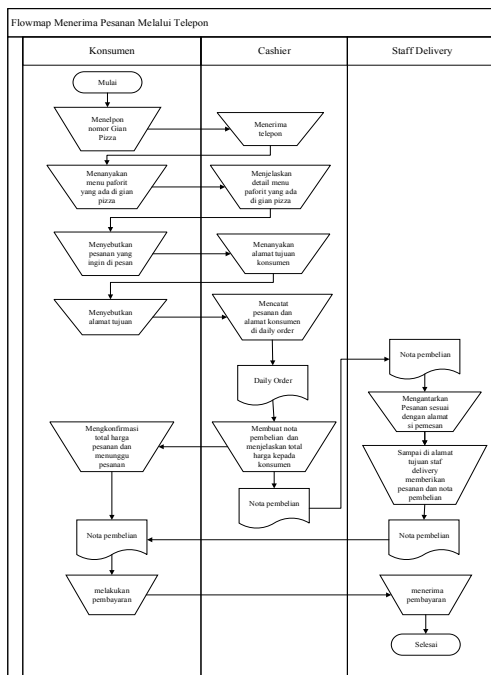 Flowmap Menerima Pesanan Melalui Telepon
Konsumen
Cashier
Staff Delivery
Mulai
Menelpon
nomor Gian
Pizza
Menerima
telepon
Menanyakan
menu paforit
yang ada di gian
pizza
Menjelaskan
detail menu
paforit yang ada
di gian pizza
Menyebutkan
pesanan yang
ingin di pesan
Menanyakan
alamat tujuan
konsumen
Menyebutkan
alamat tujuan
Mencatat
pesanan dan
alamat konsumen
di daily order
Nota pembelian
Daily Order
Mengantarkan
Pesanan sesuai
dengan alamat
si pemesan
Mengkonfirmasi
total harga
pesanan dan
menunggu
pesanan
Membuat nota
pembelian dan
menjelaskan total
harga kepada
konsumen
Sampai di alamat
tujuan staf
delivery
memberikan
pesanan dan nota
pembelian
Nota pembelian
Nota pembelian
Nota pembelian
melakukan
pembayaran
menerima
pembayaran
Selesai